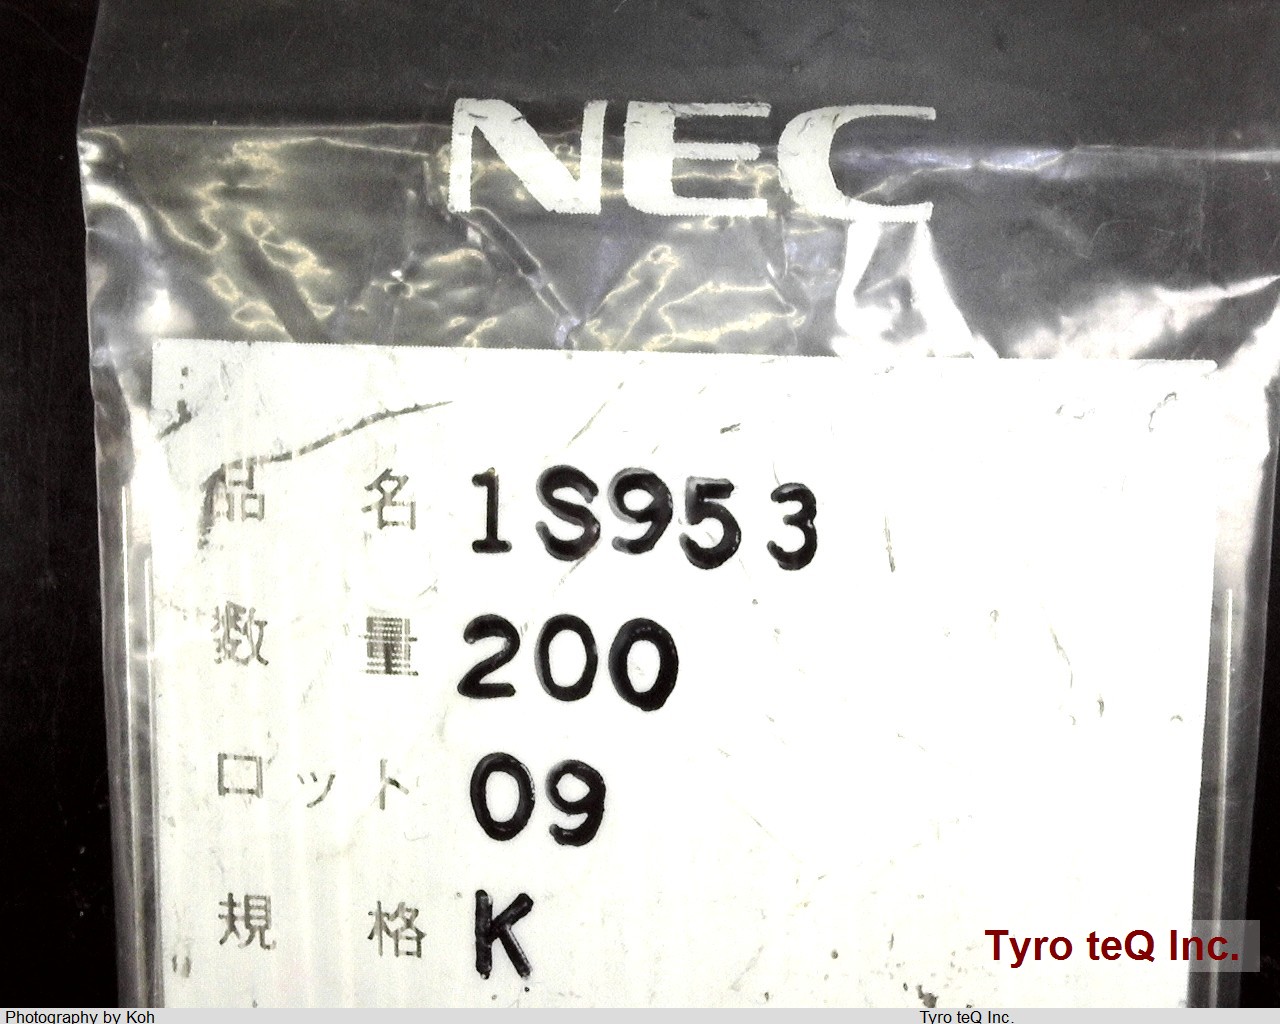 NEC
品 名 1S953
数 量 200
ロット 09
規 格 K
Tyro teQ Inc.
Photography by Koh
Tyro teQ Inc.